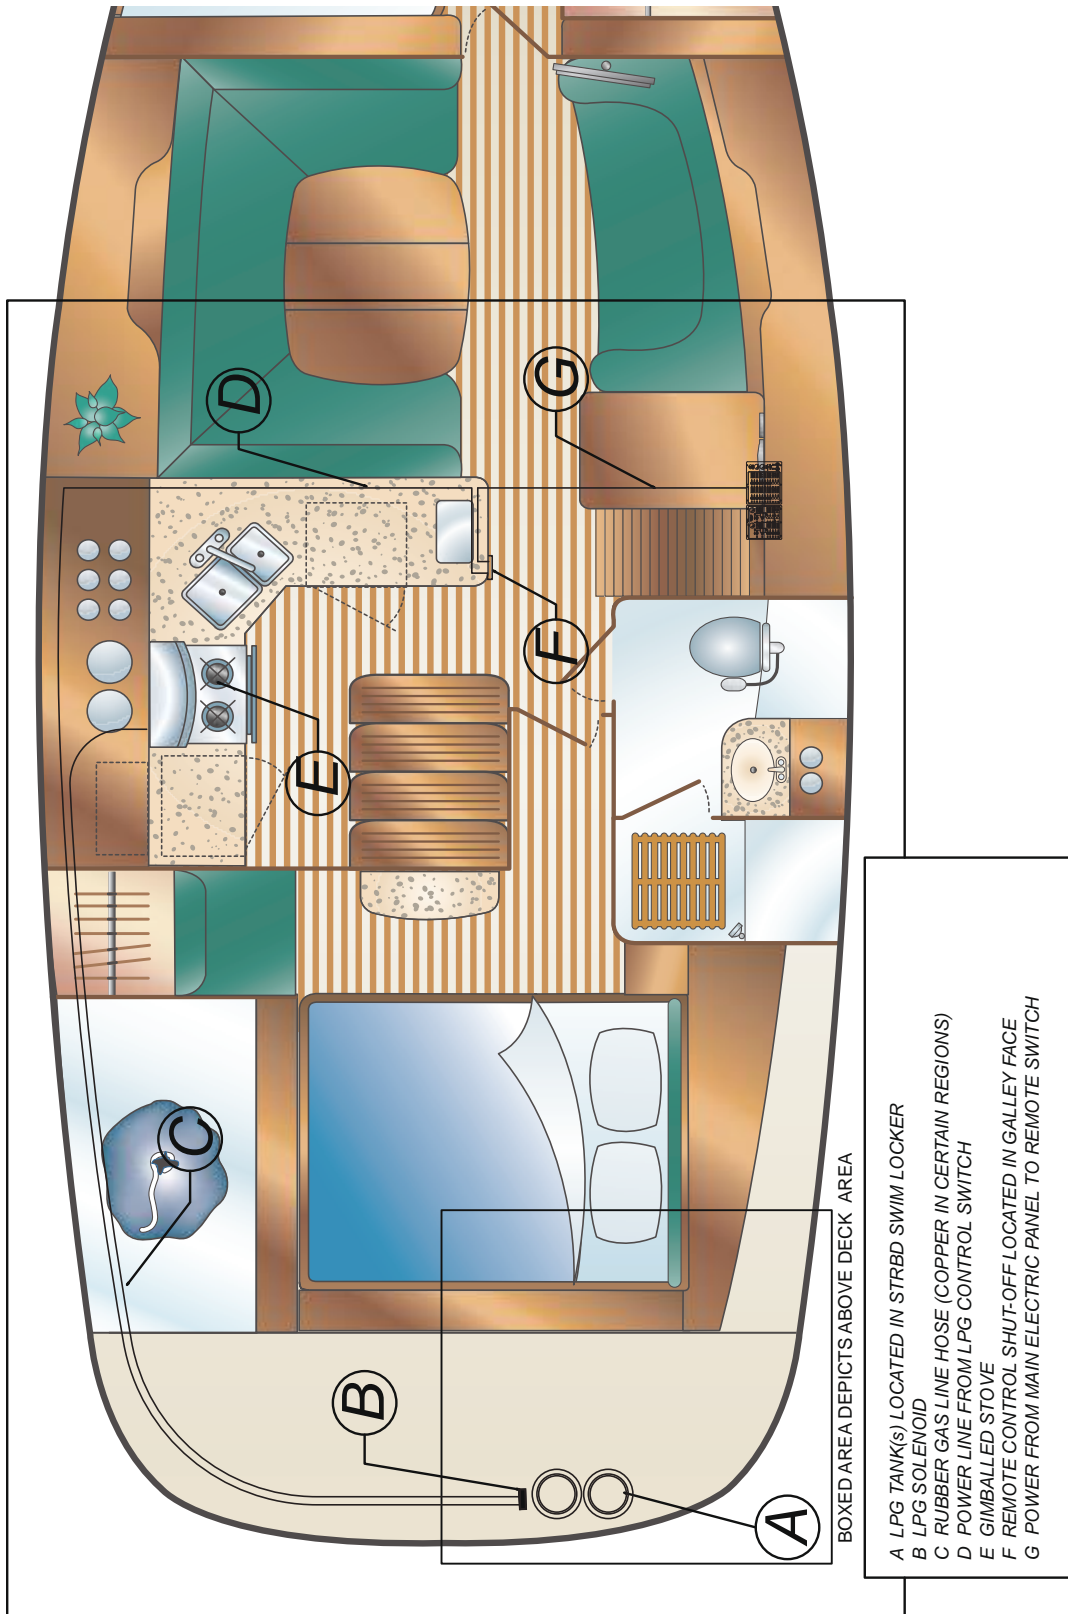 D
G
F
E
C
B
A
BOXED AREA DEPICTS ABOVE DECK AREA
A LPG TANK(s) LOCATED IN STRBD SWIM LOCKER
B LPG SOLENOID
C RUBBER GAS LINE HOSE (COPPER IN CERTAIN REGIONS)
D POWER LINE FROM LPG CONTROL SWITCH
E GIMBALLED STOVE
F REMOTE CONTROL SHUT-OFF LOCATED IN GALLEY FACE
G POWER FROM MAIN ELECTRIC PANEL TO REMOTE SWITCH